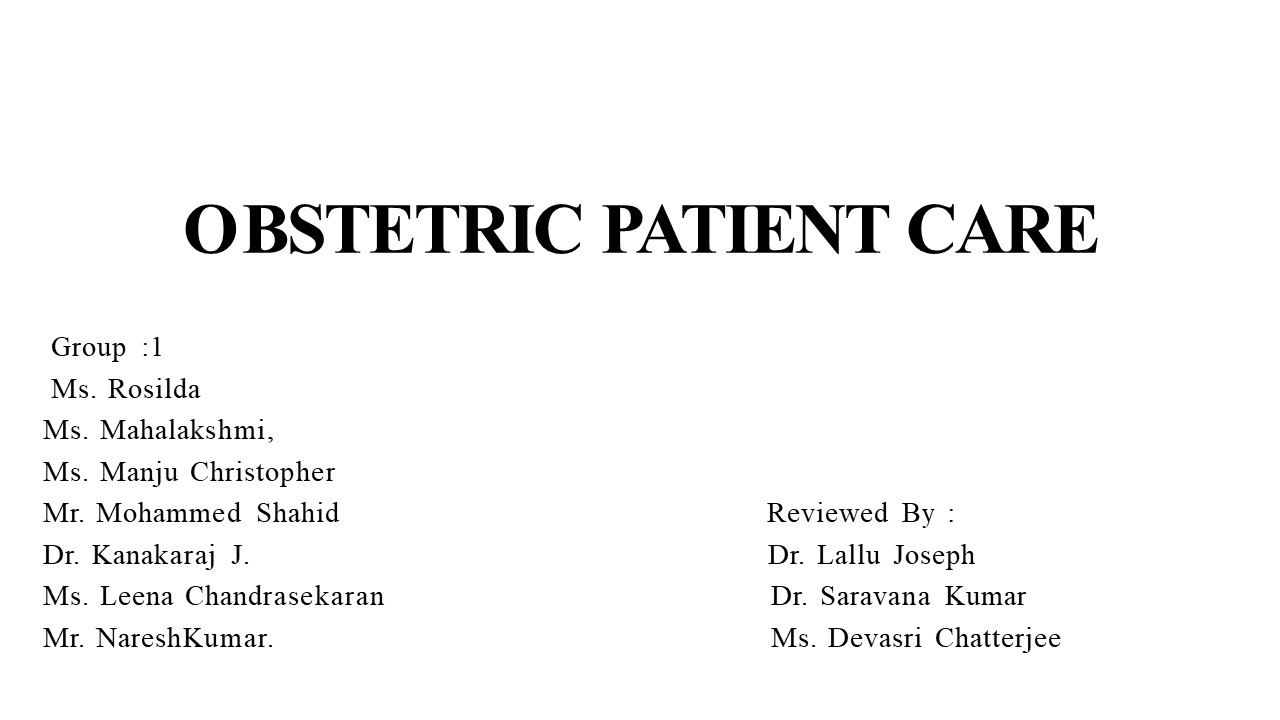 OBSTETRIC PATIENT CARE
Group :1
Ms. Rosilda
Ms. Mahalakshmi,
Ms. Manju Christopher
Mr. Mohammed Shahid
Dr. Kanakaraj J.
Ms. Leena Chandrasekaran
Mr. NareshKumar.
Reviewed By :
Dr. Lallu Joseph
Dr. Saravana Kumar
Ms. Devasri Chatterjee